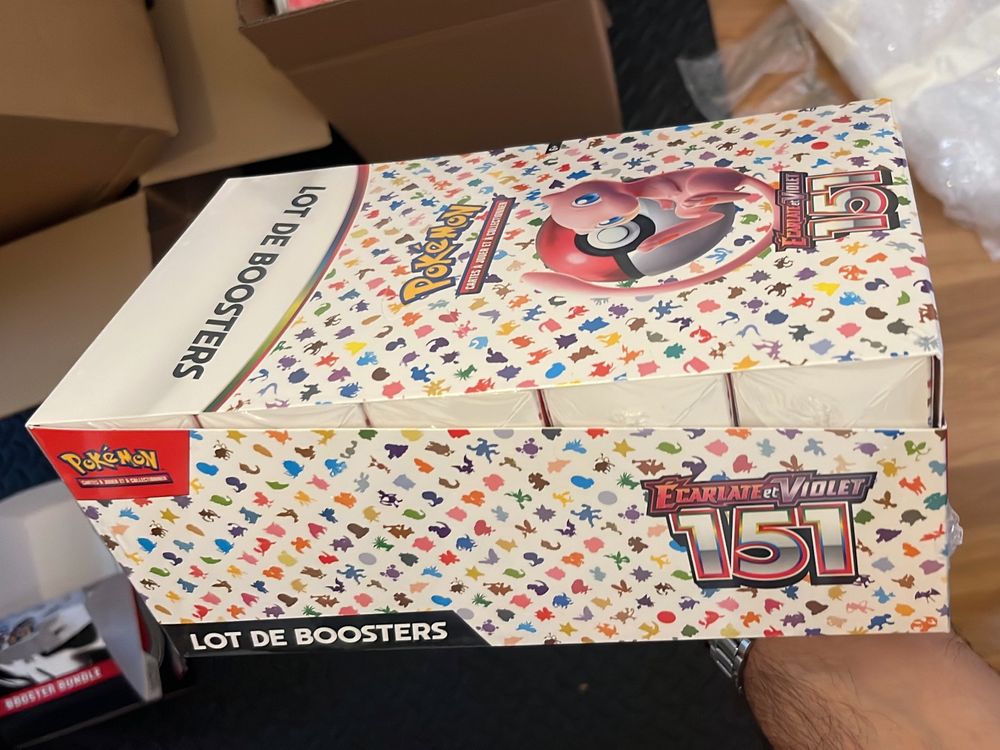 LOT DE BOOSTERS
POKÉMON
CARTES À JOUER ET À COLLECTIONNER
ÉCARLATE et VIOLET
151
POKÉMON
CARTES À JOUER ET À COLLECTIONNER
ÉCARLATE et VIOLET
151
LOT DE BOOSTERS
BOOSTER BUNDLE